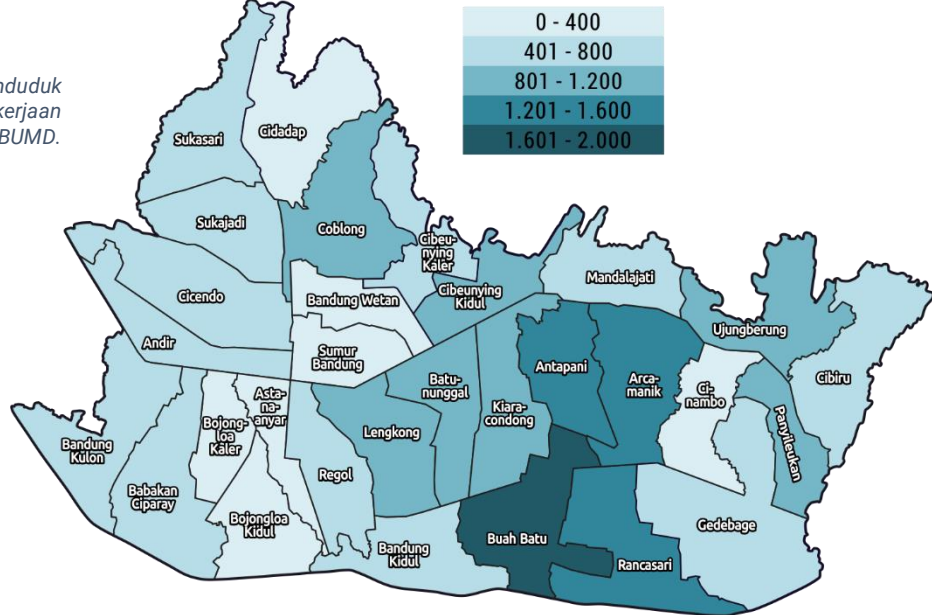 nduduk
kerjaan
BUMD.
0 - 400
401 - 800
801 - 1.200
1.201 - 1.600
1.601 - 2.000
Sukasari
Cidadap
Sukajadi
Coblong
Cibeu-
nying
Kaler
Mandalajati
Cicendo
Bandung Wetan
Cibeunying
Kidul
Ujungberung
Andir
Sumur
Bandung
Antapani
Arca-
manik
Ci-
nambo
Cibiru
Batu-
nunggal
Asta-
na-
anyar
Bojong-
loa
Kaler
Lengkong
Kiara-
condong
Panyileukan
Bandung
Kulon
Regol
Babakan
Ciparay
Bojongloa
Kidul
Gedebage
Buah Batu
Bandung
Kidul
Rancasari